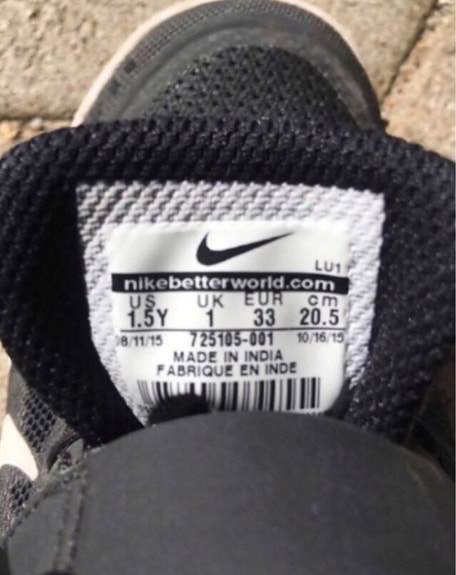 LU1
nikebetterworld.com
US UK EUR cm
1.5Y 1 33 20.5
08/11/15 725105-001 10/16/15
MADE IN INDIA
FABRIQUE EN INDE